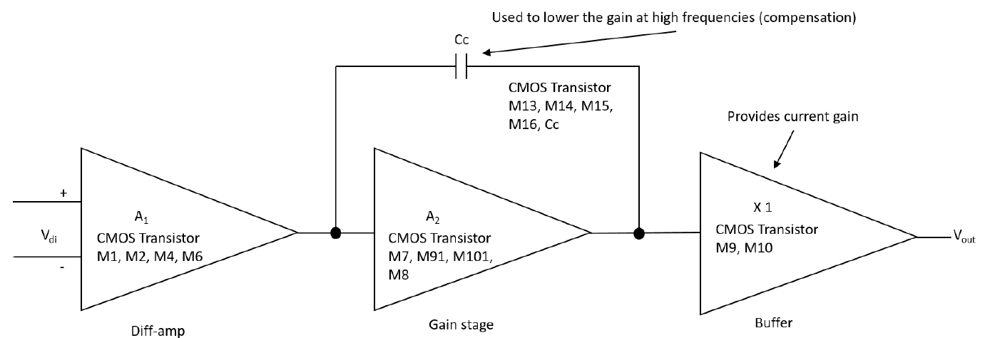 Used to lower the gain at high frequencies (compensation)
Cc
CMOS Transistor
M13, M14, M15,
M16, Cc
Provides current gain
+
Vdi
-
A1
CMOS Transistor
M1, M2, M4, M6
Diff-amp
A2
CMOS Transistor
M7, M91, M101,
M8
Gain stage
X 1
CMOS Transistor
M9, M10
Buffer
Vout